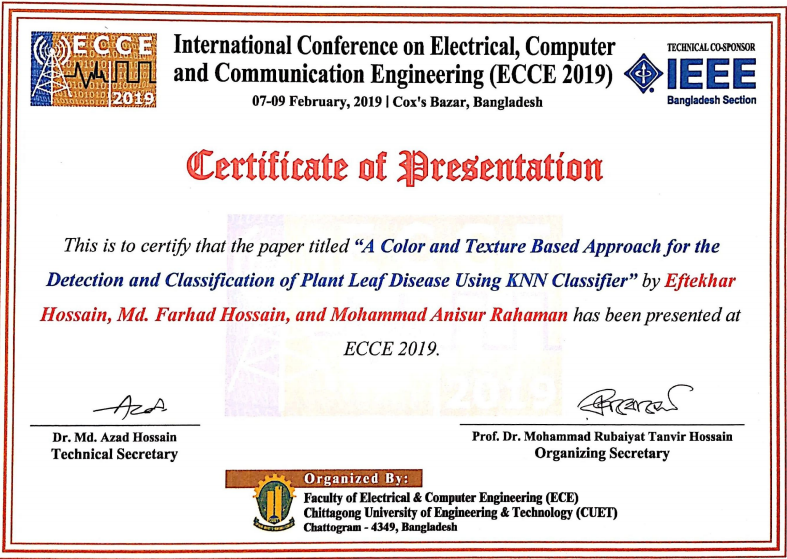 ECCE
2019
International Conference on Electrical, Computer
and Communication Engineering (ECCE 2019)
07-09 February, 2019 | Cox's Bazar, Bangladesh
TECHNICAL CO-SPONSOR
IEEE
Bangladesh Section
Certificate of Presentation
This is to certify that the paper titled “A Color and Texture Based Approach for the
Detection and Classification of Plant Leaf Disease Using KNN Classifier” by Eftekhar
Hossain, Md. Farhad Hossain, and Mohammad Anisur Rahaman has been presented at
ECCE 2019.
Azad
Dr. Md. Azad Hossain
Technical Secretary
Prof. Dr. Mohammad Rubaiyat Tanvir Hossain
Organizing Secretary
Organized By:
Faculty of Electrical & Computer Engineering (ECE)
Chittagong University of Engineering & Technology (CUET)
Chattogram - 4349, Bangladesh